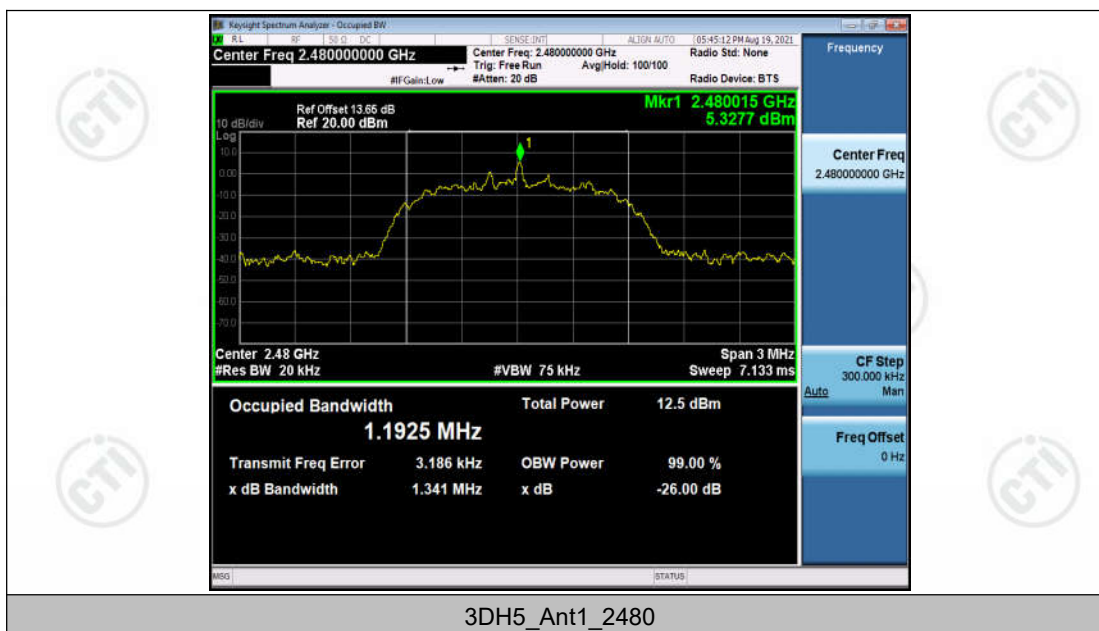 Keysight Spectrum Analyzer - Occupied BW
RL RF 50 Ω DC SENSE:INT ALIGN AUTO 05:45:12 PM Aug 19, 2021
Center Freq 2.480000000 GHz
Center Freq: 2.480000000 GHz Radio Std: None
Trig: Free Run Avg|Hold: 100/100
#IFGain:Low #Atten: 20 dB Radio Device: BTS
Frequency
Mkr1 2.480015 GHz
5.3277 dBm
Ref Offset 13.65 dB
10 dB/div Ref 20.00 dBm
Log
10.0
0.00
-10.0
-20.0
-30.0
-40.0
-50.0
-60.0
-70.0
1
Center 2.48 GHz Span 3 MHz
#Res BW 20 kHz #VBW 75 kHz Sweep 7.133 ms
Occupied Bandwidth Total Power 12.5 dBm
1.1925 MHz
Transmit Freq Error 3.186 kHz OBW Power 99.00 %
x dB Bandwidth 1.341 MHz x dB -26.00 dB
Center Freq
2.480000000 GHz
CF Step
300.000 kHz
Auto Man
Freq Offset
0 Hz
MSG STATUS
3DH5_Ant1_2480
CTI
CTI
CTI
CTI